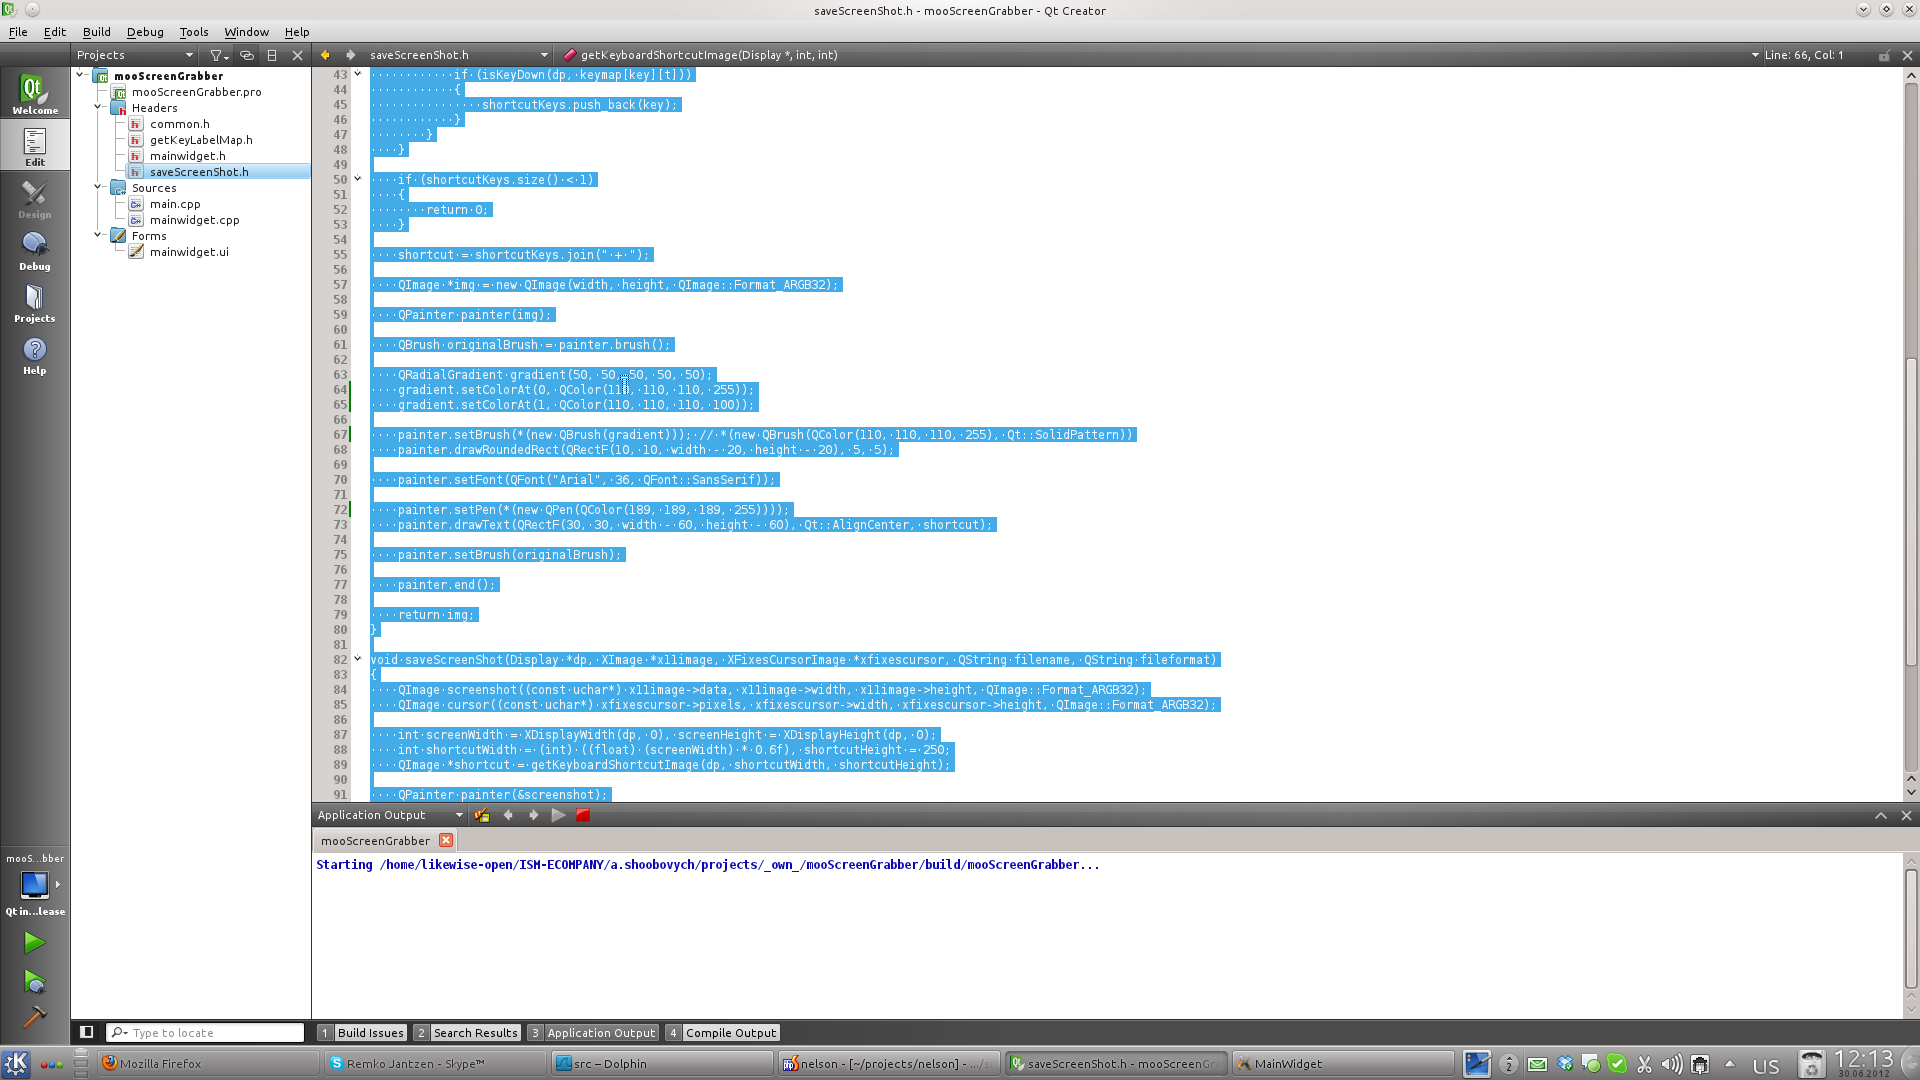 saveScreenShot.h - mooScreenGrabber - Qt Creator
File Edit Build Debug Tools Window Help
Projects
saveScreenShot.h
getKeyboardShortcutImage(Display *, int, int)
Line: 66, Col: 1
Welcome
Edit
Design
Debug
Projects
Help
mooScreenGrabber
mooScreenGrabber.pro
Headers
common.h
getKeyLabelMap.h
mainwidget.h
saveScreenShot.h
Sources
main.cpp
mainwidget.cpp
Forms
mainwidget.ui
43 if (isKeyDown(dp, keymap[key][t]))
44 {
45 shortcutKeys.push_back(key);
46 }
47 }
48 }
49
50 if (shortcutKeys.size() < 1)
51 {
52 return 0;
53 }
54
55 shortcut = shortcutKeys.join(" + ");
56
57 QImage *img = new QImage(width, height, QImage::Format_ARGB32);
58
59 QPainter painter(img);
60
61 QBrush originalBrush = painter.brush();
62
63 QRadialGradient gradient(50, 50, 50, 50, 50);
64 gradient.setColorAt(0, QColor(110, 110, 110, 255));
65 gradient.setColorAt(1, QColor(110, 110, 110, 100));
66
67 painter.setBrush(*(new QBrush(gradient))); // *(new QBrush(QColor(110, 110, 110, 255), Qt::SolidPattern))
68 painter.drawRoundedRect(QRectF(10, 10, width - 20, height - 20), 5, 5);
69
70 painter.setFont(QFont("Arial", 36, QFont::SansSerif));
71
72 painter.setPen(*(new QPen(QColor(189, 189, 189, 255))));
73 painter.drawText(QRectF(30, 30, width - 60, height - 60), Qt::AlignCenter, shortcut);
74
75 painter.setBrush(originalBrush);
76
77 painter.end();
78
79 return img;
80 }
81
82 void saveScreenShot(Display *dp, XImage *x11image, XFixesCursorImage *xfixescursor, QString filename, QString fileformat)
83 {
84 QImage screenshot((const uchar*) x11image->data, x11image->width, x11image->height, QImage::Format_ARGB32);
85 QImage cursor((const uchar*) xfixescursor->pixels, xfixescursor->width, xfixescursor->height, QImage::Format_ARGB32);
86
87 int screenWidth = XDisplayWidth(dp, 0), screenHeight = XDisplayHeight(dp, 0);
88 int shortcutWidth = (int) ((float) (screenWidth) * 0.6f), shortcutHeight = 250;
89 QImage *shortcut = getKeyboardShortcutImage(dp, shortcutWidth, shortcutHeight);
90
91 QPainter painter(&screenshot);
Application Output
mooScreenGrabber
Starting /home/likewise-open/ISM-ECOMPANY/a.shoobovych/projects/_own_/mooScreenGrabber/build/mooScreenGrabber...
mooS...bber
Qt in...lease
Type to locate
1 Build Issues 2 Search Results 3 Application Output 4 Compile Output
Mozilla Firefox
Remko Jantzen - Skype™
src – Dolphin
nelson - [~/projects/nelson] - .../s
saveScreenShot.h - mooScreenGr
MainWidget
2
US
12:13
30.06.2012